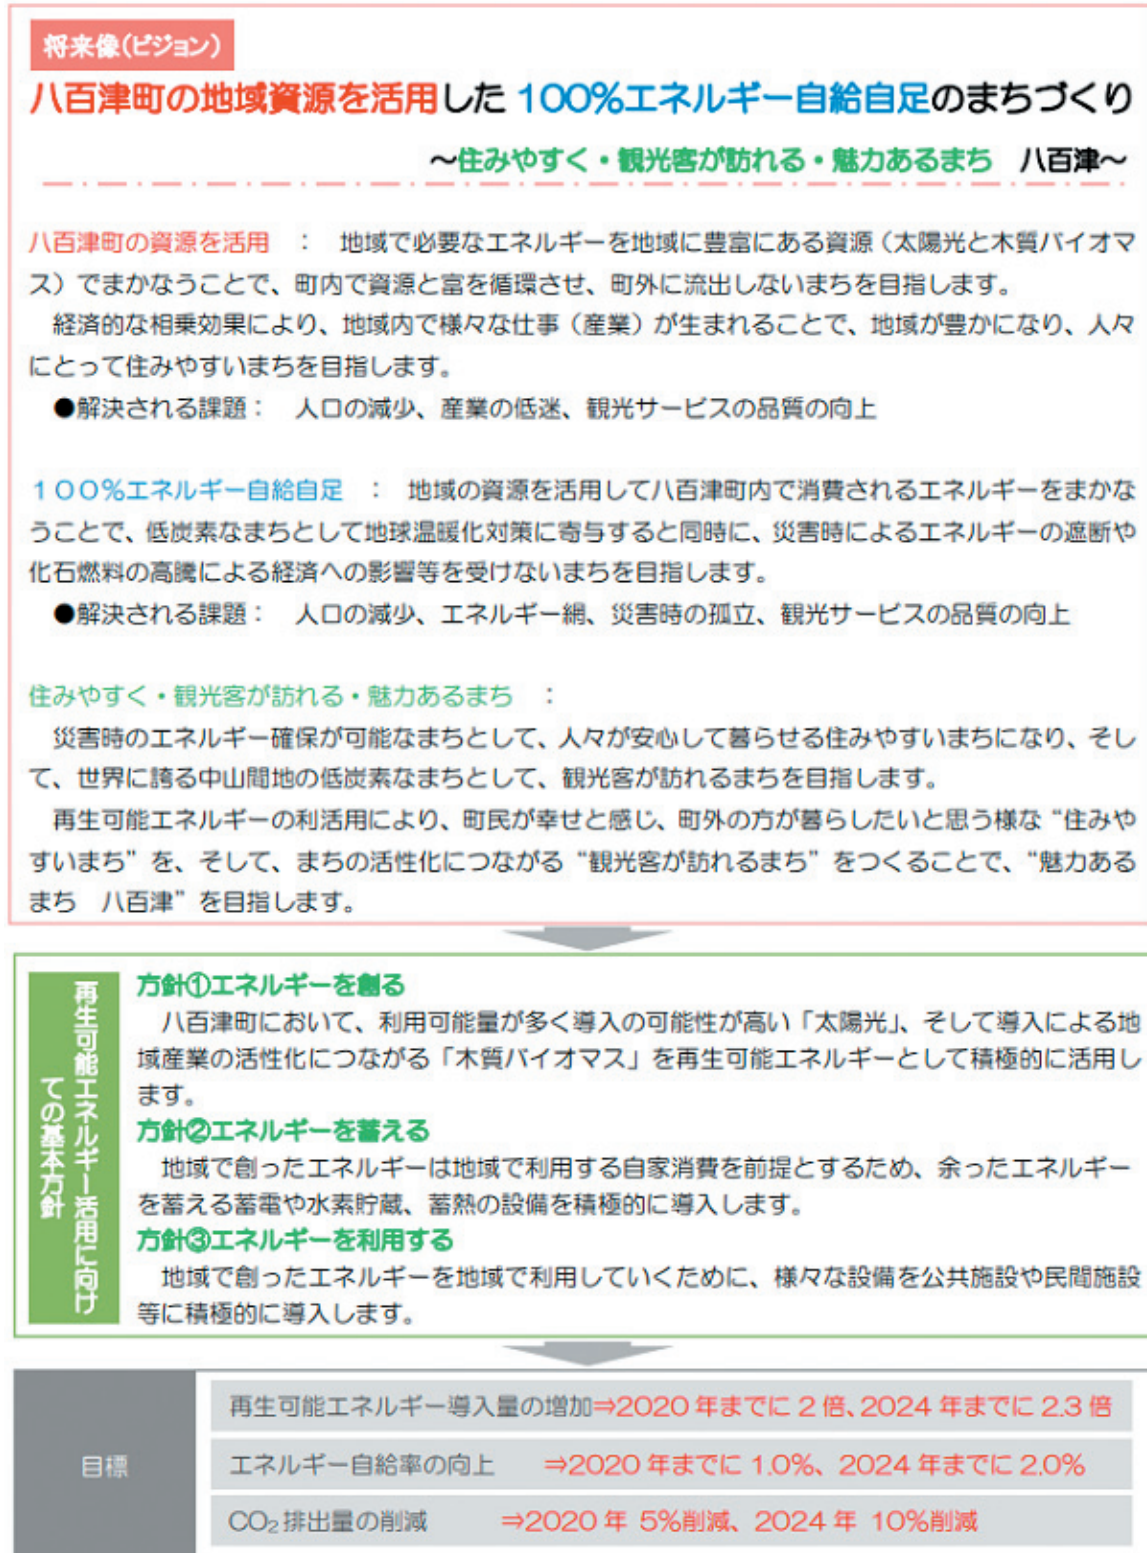 将来像(ビジョン)
八百津町の地域資源を活用した100%エネルギー自給自足のまちづくり
～住みやすく・観光客が訪れる・魅力あるまち　八百津～
八百津町の資源を活用　：　地域で必要なエネルギーを地域に豊富にある資源（太陽光と木質バイオマ
ス）でまかなうことで、町内で資源と富を循環させ、町外に流出しないまちを目指します。
　経済的な相乗効果により、地域内で様々な仕事（産業）が生まれることで、地域が豊かになり、人々
にとって住みやすいまちを目指します。
●解決される課題：　人口の減少、産業の低迷、観光サービスの品質の向上
１００％エネルギー自給自足　：　地域の資源を活用して八百津町内で消費されるエネルギーをまかな
うことで、低炭素なまちとして地球温暖化対策に寄与すると同時に、災害時によるエネルギーの遮断や
化石燃料の高騰による経済への影響等を受けないまちを目指します。
●解決される課題：　人口の減少、エネルギー網、災害時の孤立、観光サービスの品質の向上
住みやすく・観光客が訪れる・魅力あるまち　：
　災害時のエネルギー確保が可能なまちとして、人々が安心して暮らせる住みやすいまちになり、そし
て、世界に誇る中山間地の低炭素なまちとして、観光客が訪れるまちを目指します。
　再生可能エネルギーの利活用により、町民が幸せと感じ、町外の方が暮らしたいと思う様な“住みや
すいまち”を、そして、まちの活性化につながる“観光客が訪れるまち”をつくることで、“魅力ある
まち　八百津”を目指します。
再生可能エネルギー活用に向け
ての基本方針
方針①エネルギーを創る
　八百津町において、利用可能量が多く導入の可能性が高い「太陽光」、そして導入による地
域産業の活性化につながる「木質バイオマス」を再生可能エネルギーとして積極的に活用し
ます。
方針②エネルギーを蓄える
　地域で創ったエネルギーは地域で利用する自家消費を前提とするため、余ったエネルギー
を蓄える蓄電や水素貯蔵、蓄熱の設備を積極的に導入します。
方針③エネルギーを利用する
　地域で創ったエネルギーを地域で利用していくために、様々な設備を公共施設や民間施設
等に積極的に導入します。
目標
再生可能エネルギー導入量の増加⇒2020年までに2倍、2024年までに2.3倍
エネルギー自給率の向上　⇒2020年までに1.0%、2024年までに2.0%
CO₂排出量の削減　⇒2020年 5%削減、2024年 10%削減